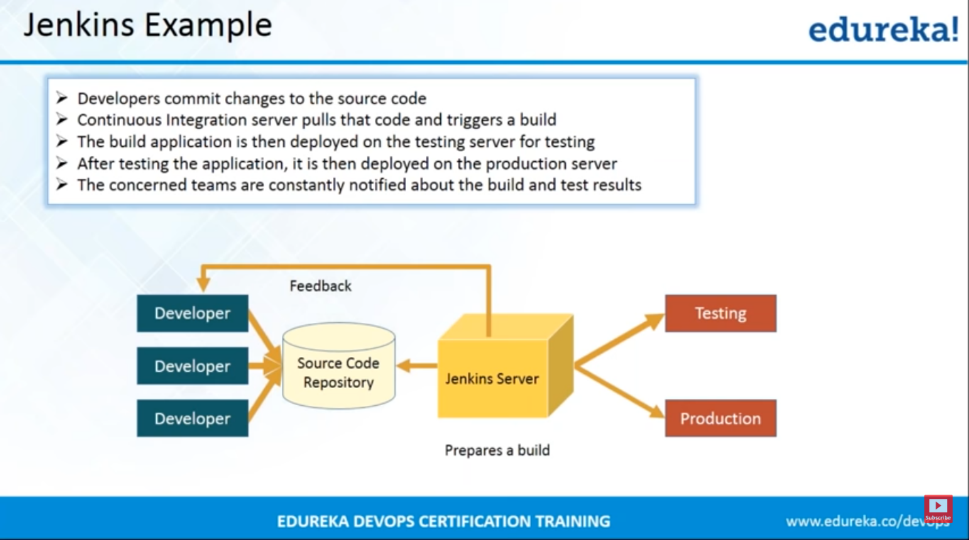 Jenkins Example
edureka!
➢ Developers commit changes to the source code
➢ Continuous Integration server pulls that code and triggers a build
➢ The build application is then deployed on the testing server for testing
➢ After testing the application, it is then deployed on the production server
➢ The concerned teams are constantly notified about the build and test results
Feedback
Developer
Developer
Developer
Source Code
Repository
Jenkins Server
Prepares a build
Testing
Production
EDUREKA DEVOPS CERTIFICATION TRAINING
www.edureka.co/devops
Subscribe